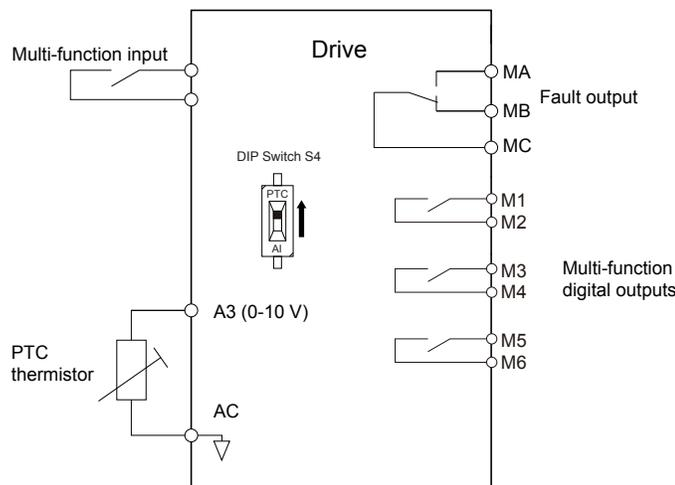 Multi-function input
Drive
MA
Fault output
MB
MC
DIP Switch S4
PTC
AI
M1
M2
M3
Multi-function
M4
digital outputs
A3 (0-10 V)
M5
M6
PTC
thermistor
AC